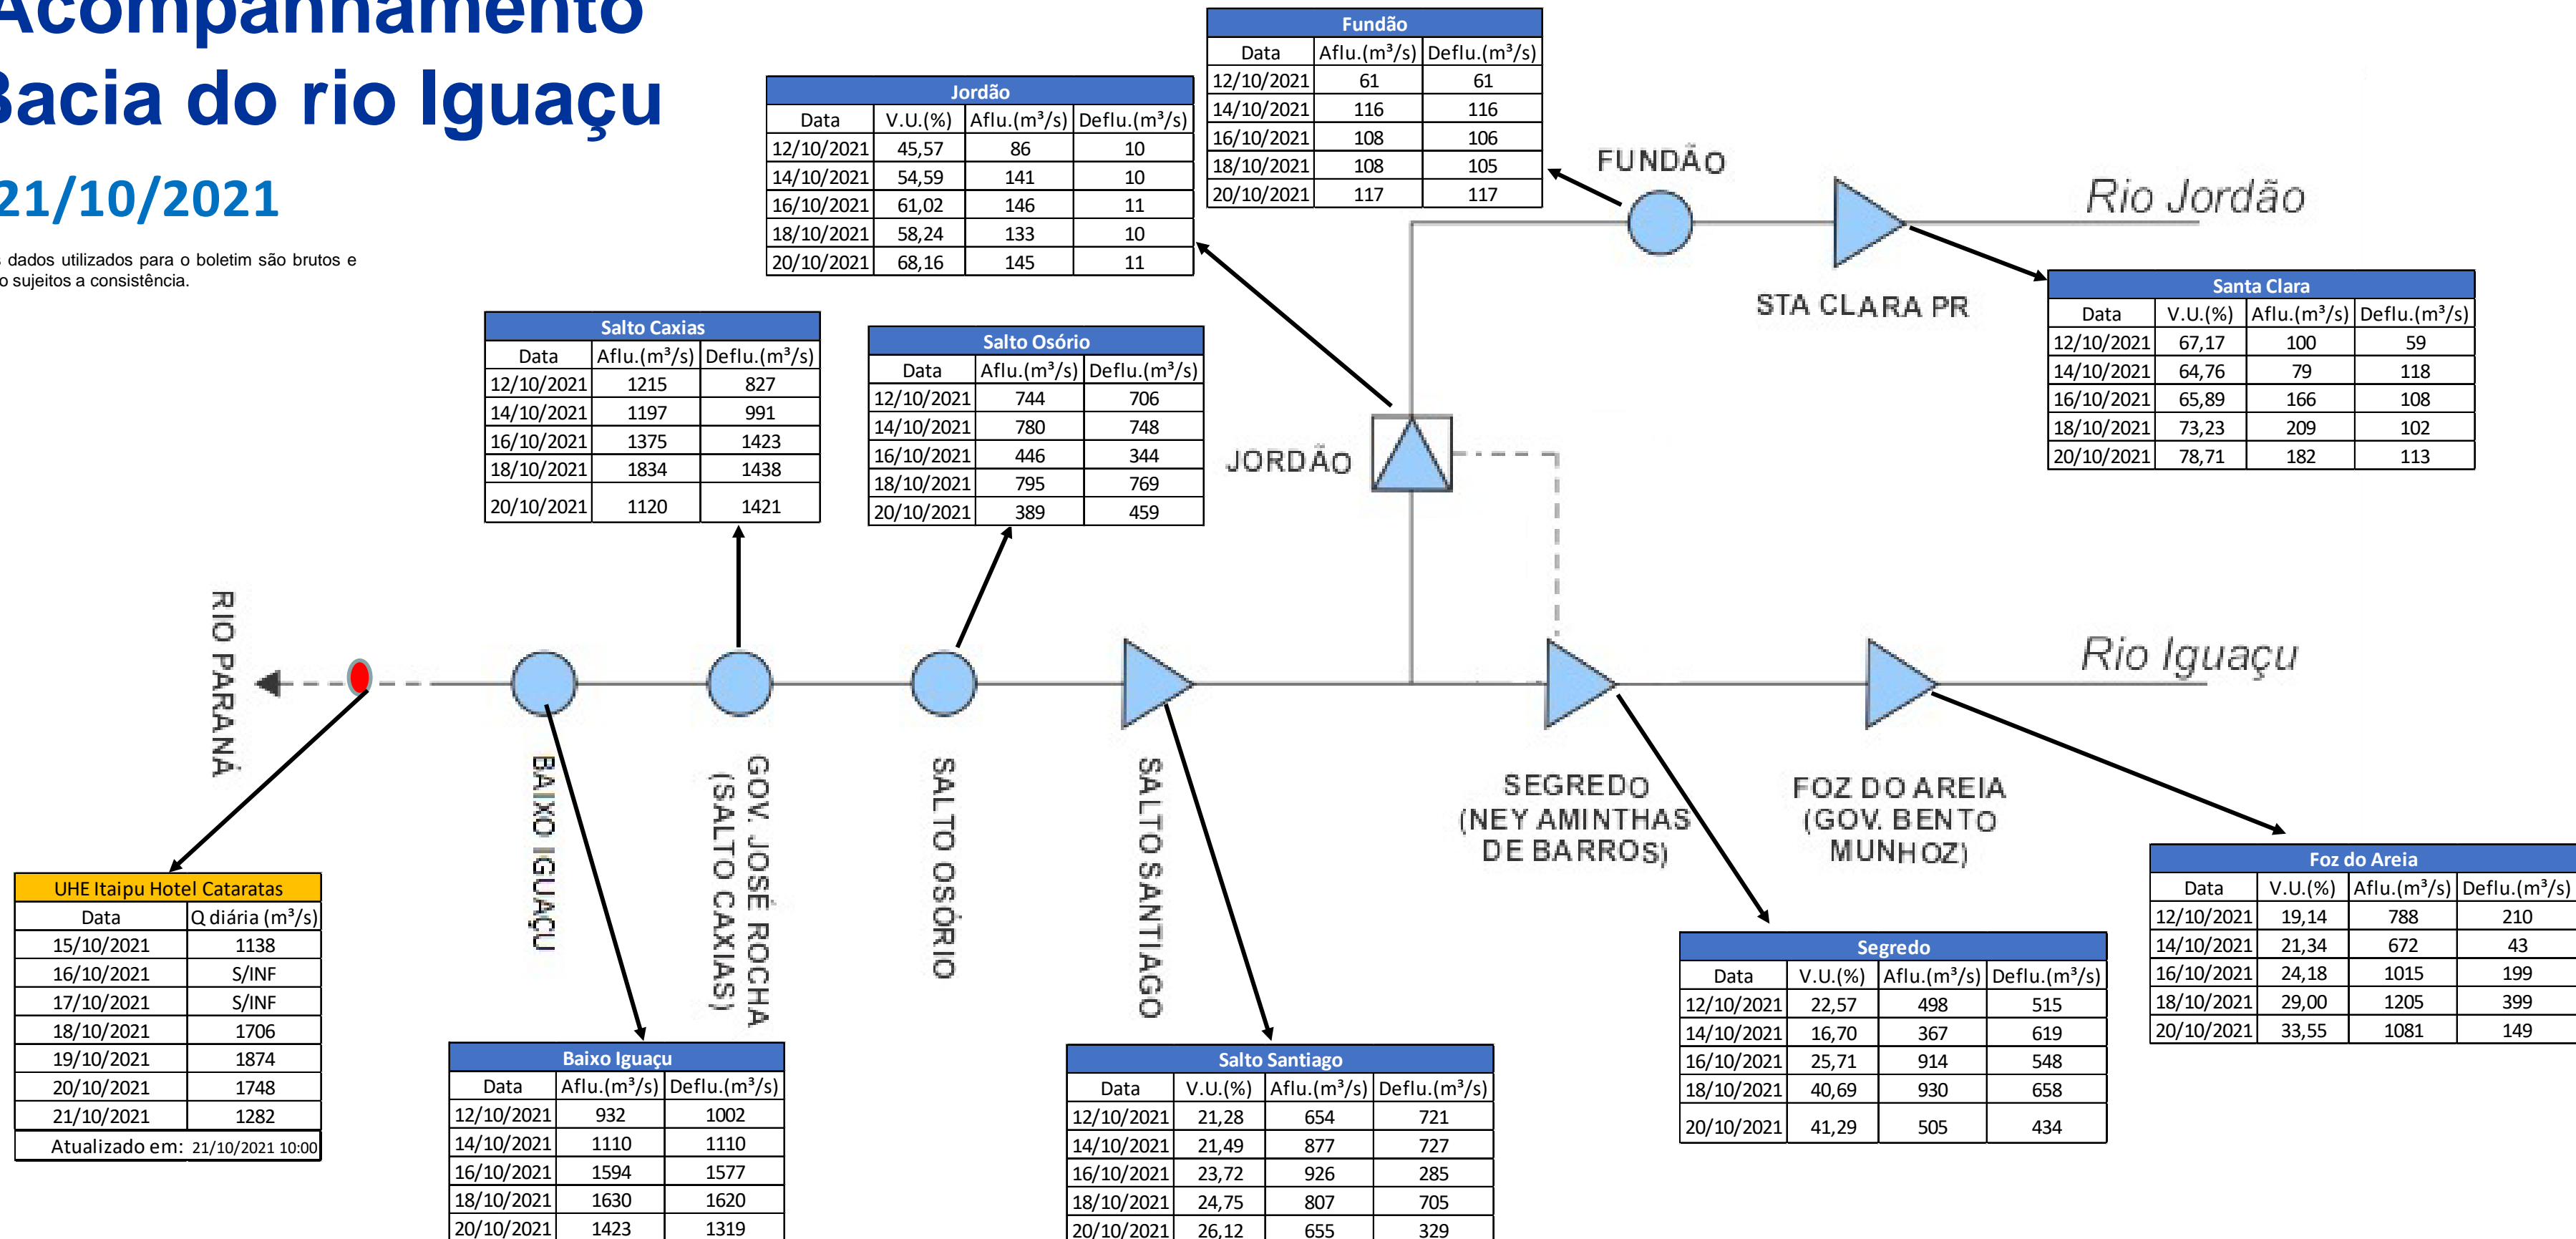 Acompanhamento
Bacia do rio Iguaçu
21/10/2021
s dados utilizados para o boletim são brutos e
o sujeitos a consistência.
Fundão
Data Aflu.(m³/s) Deflu.(m³/s)
12/10/2021 61 61
14/10/2021 116 116
16/10/2021 108 106
18/10/2021 108 105
20/10/2021 117 117
Jordão
Data V.U.(%) Aflu.(m³/s) Deflu.(m³/s)
12/10/2021 45,57 86 10
14/10/2021 54,59 141 10
16/10/2021 61,02 146 11
18/10/2021 58,24 133 10
20/10/2021 68,16 145 11
FUNDÃO
Rio Jordão
STA CLARA PR
Santa Clara
Data V.U.(%) Aflu.(m³/s) Deflu.(m³/s)
12/10/2021 67,17 100 59
14/10/2021 64,76 79 118
16/10/2021 65,89 166 108
18/10/2021 73,23 209 102
20/10/2021 78,71 182 113
Salto Caxias
Data Aflu.(m³/s) Deflu.(m³/s)
12/10/2021 1215 827
14/10/2021 1197 991
16/10/2021 1375 1423
18/10/2021 1834 1438
20/10/2021 1120 1421
Salto Osório
Data Aflu.(m³/s) Deflu.(m³/s)
12/10/2021 744 706
14/10/2021 780 748
16/10/2021 446 344
18/10/2021 795 769
20/10/2021 389 459
JORDÃO
RIO PARANÁ
Rio Iguaçu
BAIXO IGUAÇU
GOV. JOSÉ ROCHA
(SALTO CAXIAS)
SALTO OSÓRIO
SALTO SANTIAGO
SEGREDO
(NEY AMINTHAS
DE BARROS)
FOZ DO AREIA
(GOV. BENTO
MUNHOZ)
UHE Itaipu Hotel Cataratas
Data Q diária (m³/s)
15/10/2021 1138
16/10/2021 S/INF
17/10/2021 S/INF
18/10/2021 1706
19/10/2021 1874
20/10/2021 1748
21/10/2021 1282
Atualizado em: 21/10/2021 10:00
Baixo Iguaçu
Data Aflu.(m³/s) Deflu.(m³/s)
12/10/2021 932 1002
14/10/2021 1110 1110
16/10/2021 1594 1577
18/10/2021 1630 1620
20/10/2021 1423 1319
Salto Santiago
Data V.U.(%) Aflu.(m³/s) Deflu.(m³/s)
12/10/2021 21,28 654 721
14/10/2021 21,49 877 727
16/10/2021 23,72 926 285
18/10/2021 24,75 807 705
20/10/2021 26,12 655 329
Segredo
Data V.U.(%) Aflu.(m³/s) Deflu.(m³/s)
12/10/2021 22,57 498 515
14/10/2021 16,70 367 619
16/10/2021 25,71 914 548
18/10/2021 40,69 930 658
20/10/2021 41,29 505 434
Foz do Areia
Data V.U.(%) Aflu.(m³/s) Deflu.(m³/s)
12/10/2021 19,14 788 210
14/10/2021 21,34 672 43
16/10/2021 24,18 1015 199
18/10/2021 29,00 1205 399
20/10/2021 33,55 1081 149